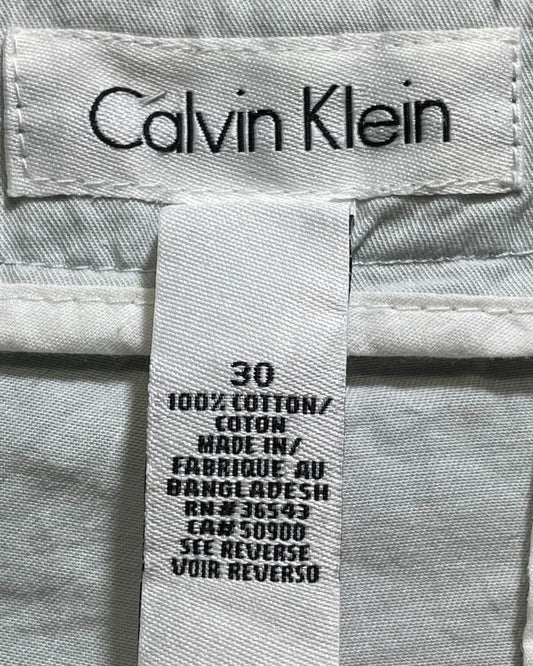 Calvin Klein
30
100% COTTON/
COTON
MADE IN/
FABRIQUE AU
BANGLADESH
RN# 36543
CA# 50900
SEE REVERSE
VOIR REVERSO